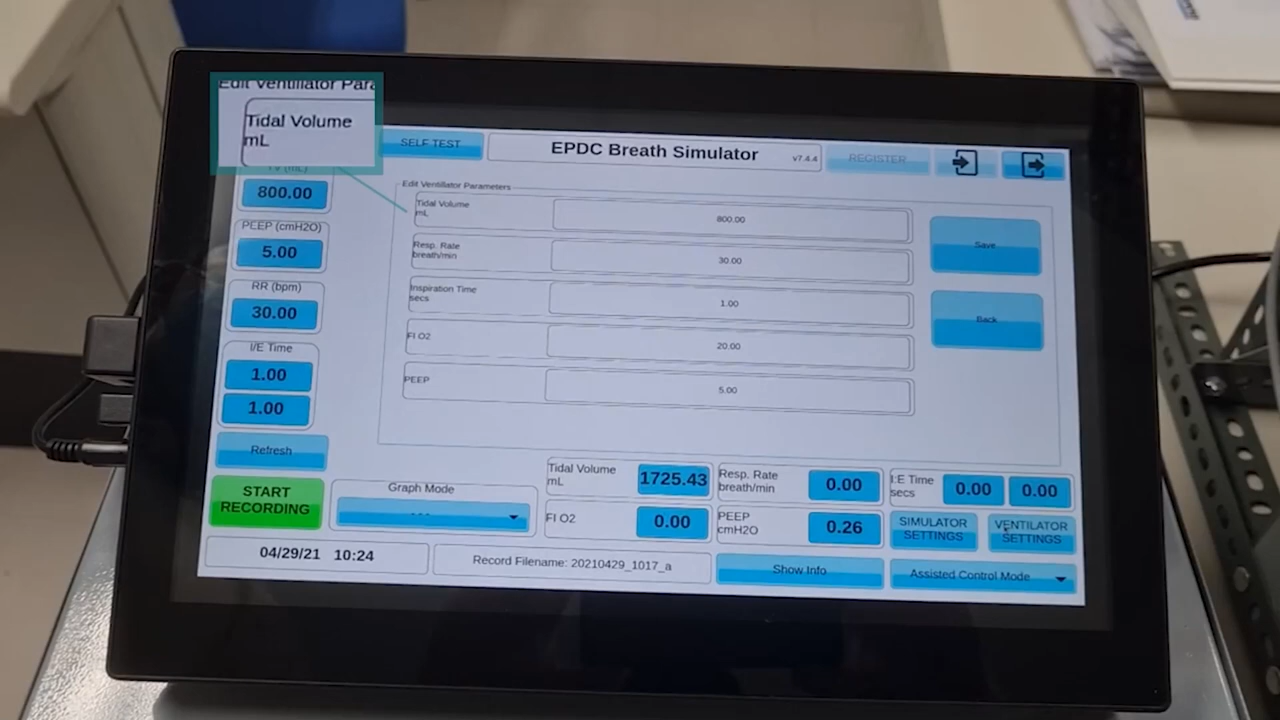 Edit Ventilator Para
Tidal Volume
mL
SELF TEST
EPDC Breath Simulator
v7.4.4
REGISTER
TV (mL)
800.00
PEEP (cmH2O)
5.00
RR (bpm)
30.00
I/E Time
1.00
1.00
Refresh
START
RECORDING
Edit Ventillator Parameters
Tidal Volume
mL
800.00
Resp. Rate
breath/min
30.00
Inspiration Time
secs
1.00
FI O2
20.00
PEEP
5.00
Save
Back
Graph Mode
---
Tidal Volume
mL
1725.43
Resp. Rate
breath/min
0.00
I:E Time
secs
0.00
0.00
FI O2
0.00
PEEP
cmH2O
0.26
SIMULATOR
SETTINGS
VENTILATOR
SETTINGS
04/29/21 10:24
Record Filename: 20210429_1017_a
Show Info
Assisted Control Mode